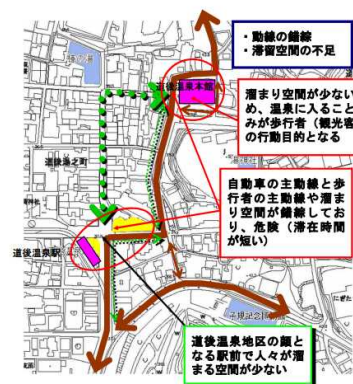 ・動線の錯綜
・滞留空間の不足
道後温泉本館
溜まり空間が少ない
め、温泉に入ること
みが歩行者（観光客
の行動目的となる
道後湯之町
自動車の主動線と歩
行者の主動線や溜ま
り空間が錯綜してお
り、危険（滞在時間
が短い）
道後温泉駅
子規記念
道後温泉地区の顔と
なる駅前で人々が溜
まる空間が少ない